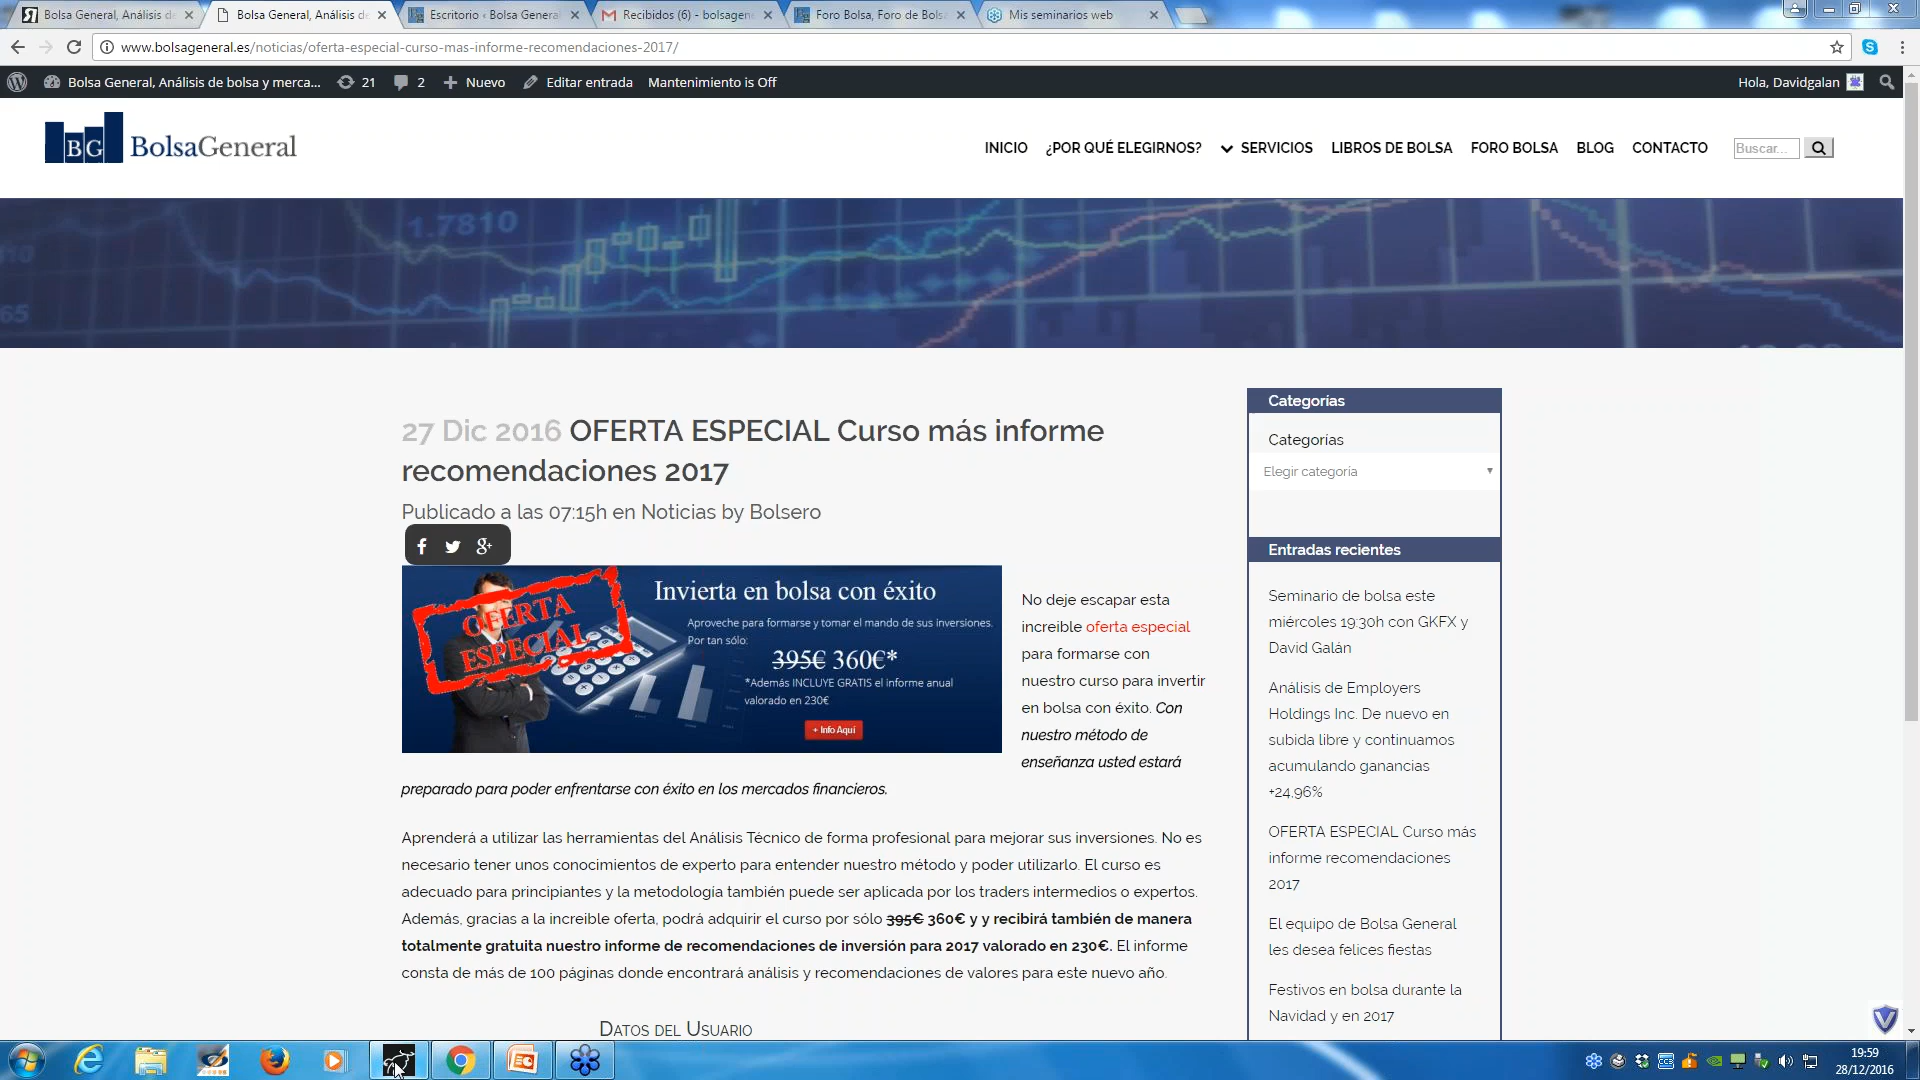 Bolsa General, Análisis de
Bolsa General, Análisis de
Escritorio ‹ Bolsa General
Recibidos (6) - bolsagene
Foro Bolsa, Foro de Bolsa
Mis seminarios web
www.bolsageneral.es/noticias/oferta-especial-curso-mas-informe-recomendaciones-2017/
Bolsa General, Análisis de bolsa y merca... 21 2 Nuevo Editar entrada Mantenimiento is Off
Hola, Davidgalan
BG BolsaGeneral
INICIO ¿POR QUÉ ELEGIRNOS? SERVICIOS LIBROS DE BOLSA FORO BOLSA BLOG CONTACTO
Buscar...
1.7810
65
27 Dic 2016 OFERTA ESPECIAL Curso más informe
recomendaciones 2017
Publicado a las 07:15h en Noticias by Bolsero
OFERTA
ESPECIAL
Invierta en bolsa con éxito
Aproveche para formarse y tomar el mando de sus inversiones.
Por tan sólo:
395€ 360€*
*Además INCLUYE GRATIS el informe anual
valorado en 230€
+ Info Aquí
No deje escapar esta
increible oferta especial
para formarse con
nuestro curso para invertir
en bolsa con éxito. Con
nuestro método de
enseñanza usted estará
preparado para poder enfrentarse con éxito en los mercados financieros.
Aprenderá a utilizar las herramientas del Análisis Técnico de forma profesional para mejorar sus inversiones. No es
necesario tener unos conocimientos de experto para entender nuestro método y poder utilizarlo. El curso es
adecuado para principiantes y la metodología también puede ser aplicada por los traders intermedios o expertos.
Además, gracias a la increible oferta, podrá adquirir el curso por sólo 395€ 360€ y y recibirá también de manera
totalmente gratuita nuestro informe de recomendaciones de inversión para 2017 valorado en 230€. El informe
consta de más de 100 páginas donde encontrará análisis y recomendaciones de valores para este nuevo año.
Datos del Usuario
Categorías
Categorías
Elegir categoría
Entradas recientes
Seminario de bolsa este
miércoles 19:30h con GKFX y
David Galán
Análisis de Employers
Holdings Inc. De nuevo en
subida libre y continuamos
acumulando ganancias
+24,96%
OFERTA ESPECIAL Curso más
informe recomendaciones
2017
El equipo de Bolsa General
les desea felices fiestas
Festivos en bolsa durante la
Navidad y en 2017
19:59
28/12/2016